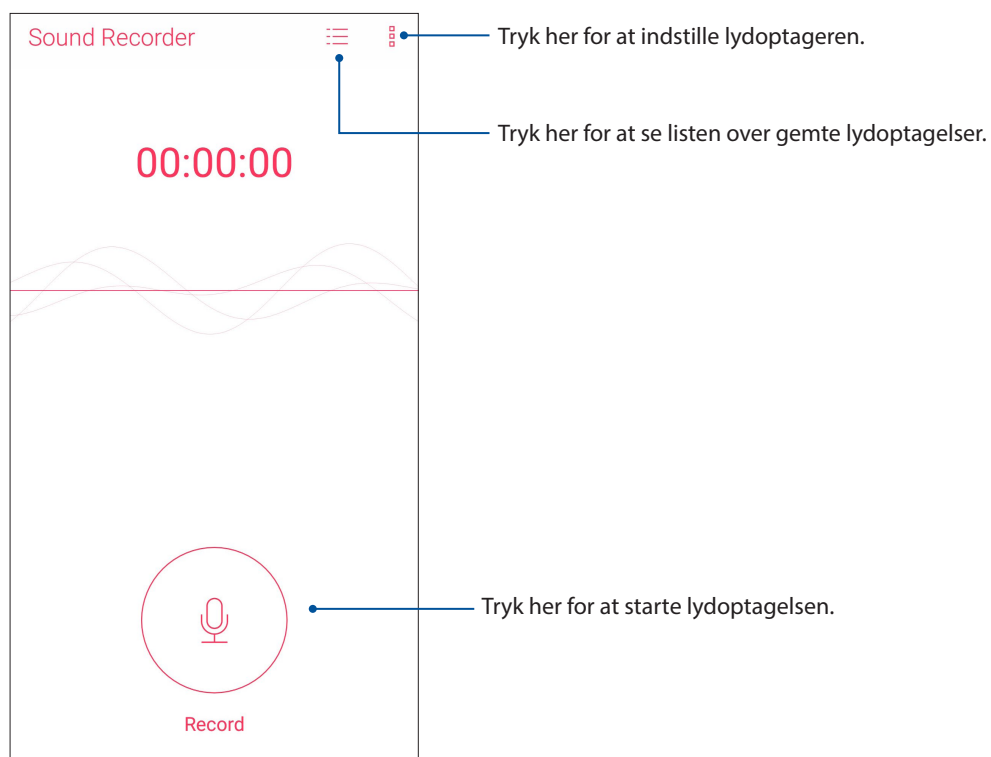 Sound Recorder
Tryk her for at indstille lydoptageren.
Tryk her for at se listen over gemte lydoptagelser.
00:00:00
Tryk her for at starte lydoptagelsen.
Record